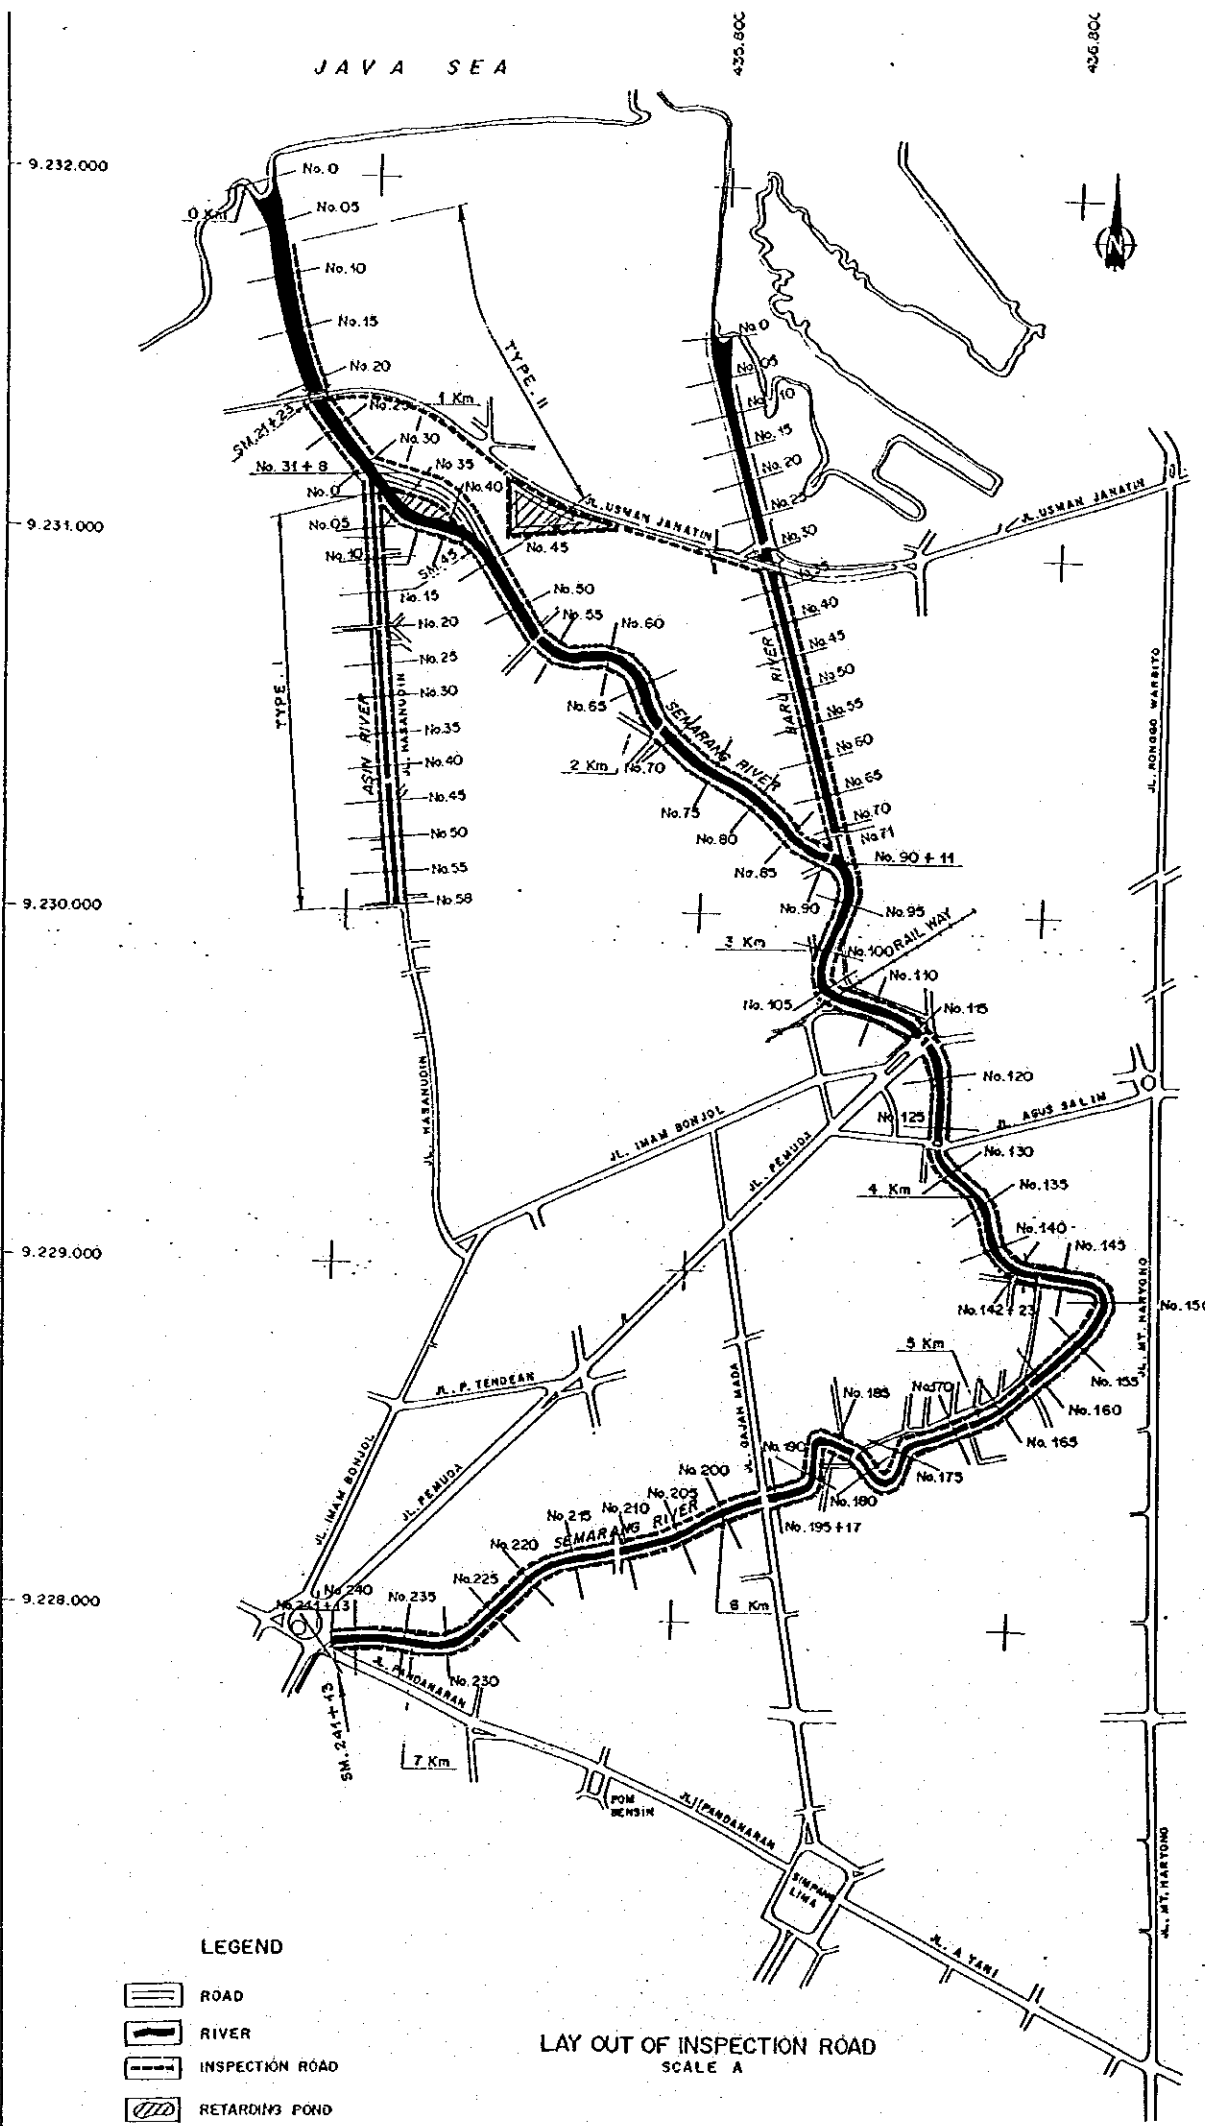 435.800
436.800
JAVA SEA
9.232.000
No. 0
0 Km
No.05
No.10
No.15
No.20
TYPE. II
N
No.0
No.05
No.10
No.15
No.20
No.25
No.30
1 Km
No.25
SM.21+23
No.30
No. 31 + 8
No.35
No.40
No.0
No.05
No.10
SM.45
No.45
JL.USMAN JANATIN
JL.USMAN JANATIN
9.231.000
No.15
No.20
No.25
No.30
No.35
No.40
No.45
No.50
No.55
No.58
TYPE. I
ASIN RIVER
JL. HASANUDIN
No.50
No.55
No.60
No.65
2 Km
No.70
SEMARANG RIVER
No.75
No.80
No.85
No.90
No.35
No.40
No.45
No.50
No.55
No.60
No.65
No.70
No.71
No. 90 + 11
BARU RIVER
JL. RONGGO WARSITO
9.230.000
No.95
3 Km
No.100
RAIL WAY
No.105
No.110
No.115
No.120
No.125
JL. AGUS SALIM
JL. HASANUDIN
JL. IMAM BONJOL
JL. PEMUDA
No.130
4 Km
No.135
9.229.000
No.140
No.145
No.142+23
No.150
JL. MT. HARYONO
5 Km
No.155
No.160
No.165
No.170
No.175
No.180
No.185
No.190
JL. P. TENDEAN
JL. GAJAH MADA
JL. IMAM BONJOL
JL. PEMUDA
No.195+17
No.200
No.205
No.210
No.215
SEMARANG RIVER
No.220
No.225
6 Km
9.228.000
No.240
No.241+13
No.235
No.230
JL. PANDANARAN
SM. 241+13
7 Km
POM
BENSIN
JL. PANDANARAN
SIMPANG
LIMA
JL. A YANI
JL. MT. HARYONO
LEGEND
ROAD
RIVER
INSPECTION ROAD
RETARDING POND
LAY OUT OF INSPECTION ROAD
SCALE A